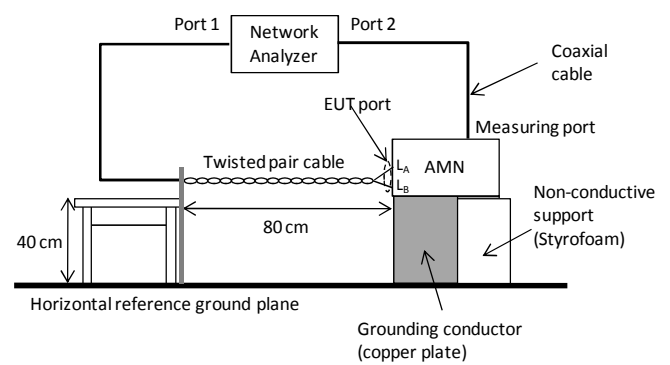 Port 1
Network
Analyzer
Port 2
Coaxial
cable
EUT port
Measuring port
Twisted pair cable
LA
AMN
LB
Non-conductive
support
(Styrofoam)
40 cm
80 cm
Horizontal reference ground plane
Grounding conductor
(copper plate)